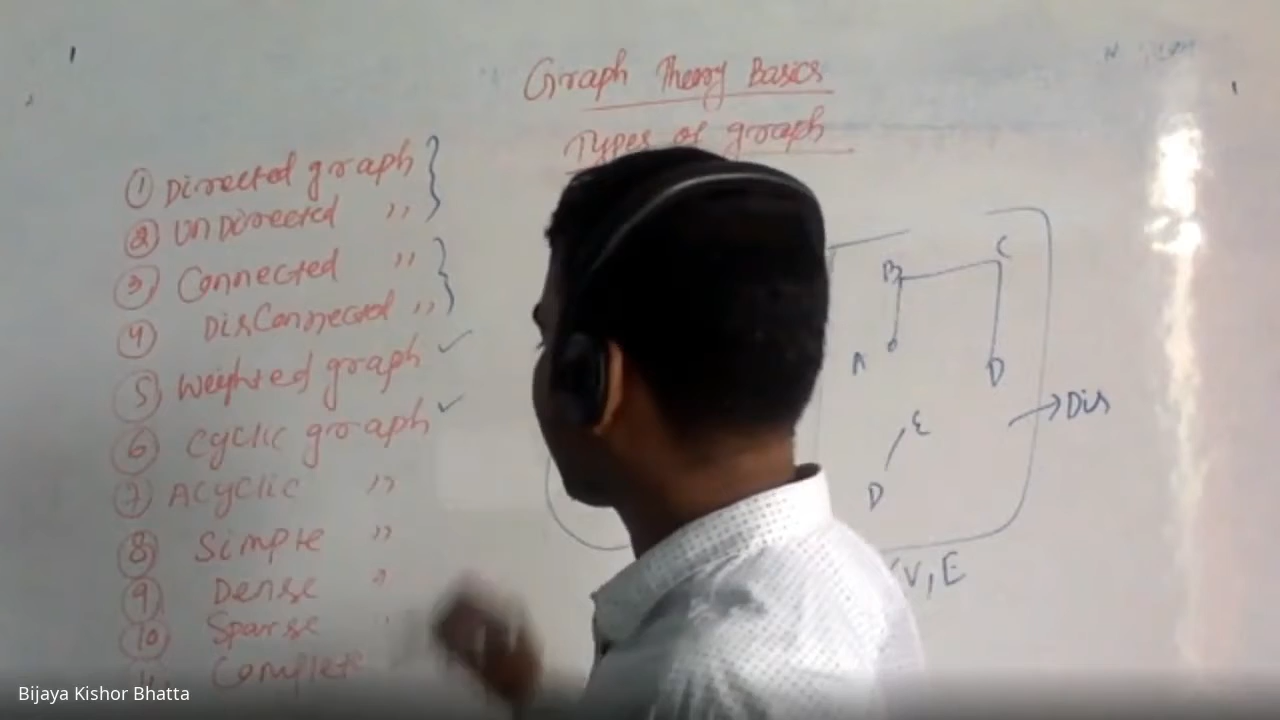 Graph Theory Basics
Types of graph
1 Directed graph
2 UnDirected ,,
3 Connected ,,
4 DisConnected ,,
5 Weighted graph ✓
6 Cyclic graph ✓
7 Acyclic ,,
8 Simple ,,
9 Dense ,,
10 Sparse
11 Complete
B C
A D
E
D
→ Dis
V, E
Bijaya Kishor Bhatta